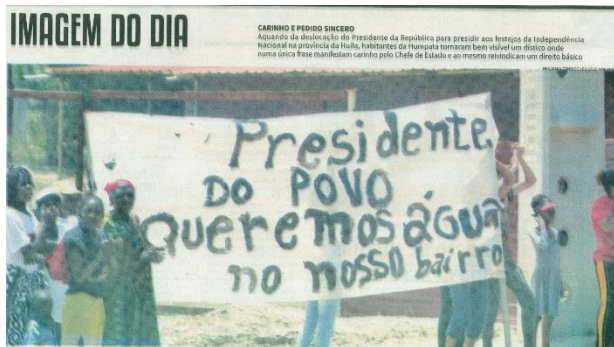 IMAGEM DO DIA
CARINHO E PEDIDO SINCERO
Aquando da deslocação do Presidente da República para presidir aos festejos da Independência
Nacional na província da Huíla, habitantes da Humpata tornaram bem visível um dístico onde
numa única frase manifestam carinho pelo Chefe de Estado e ao mesmo reivindicam um direito básico
Presidente,
DO POVO
Queremos água
no nosso bairro